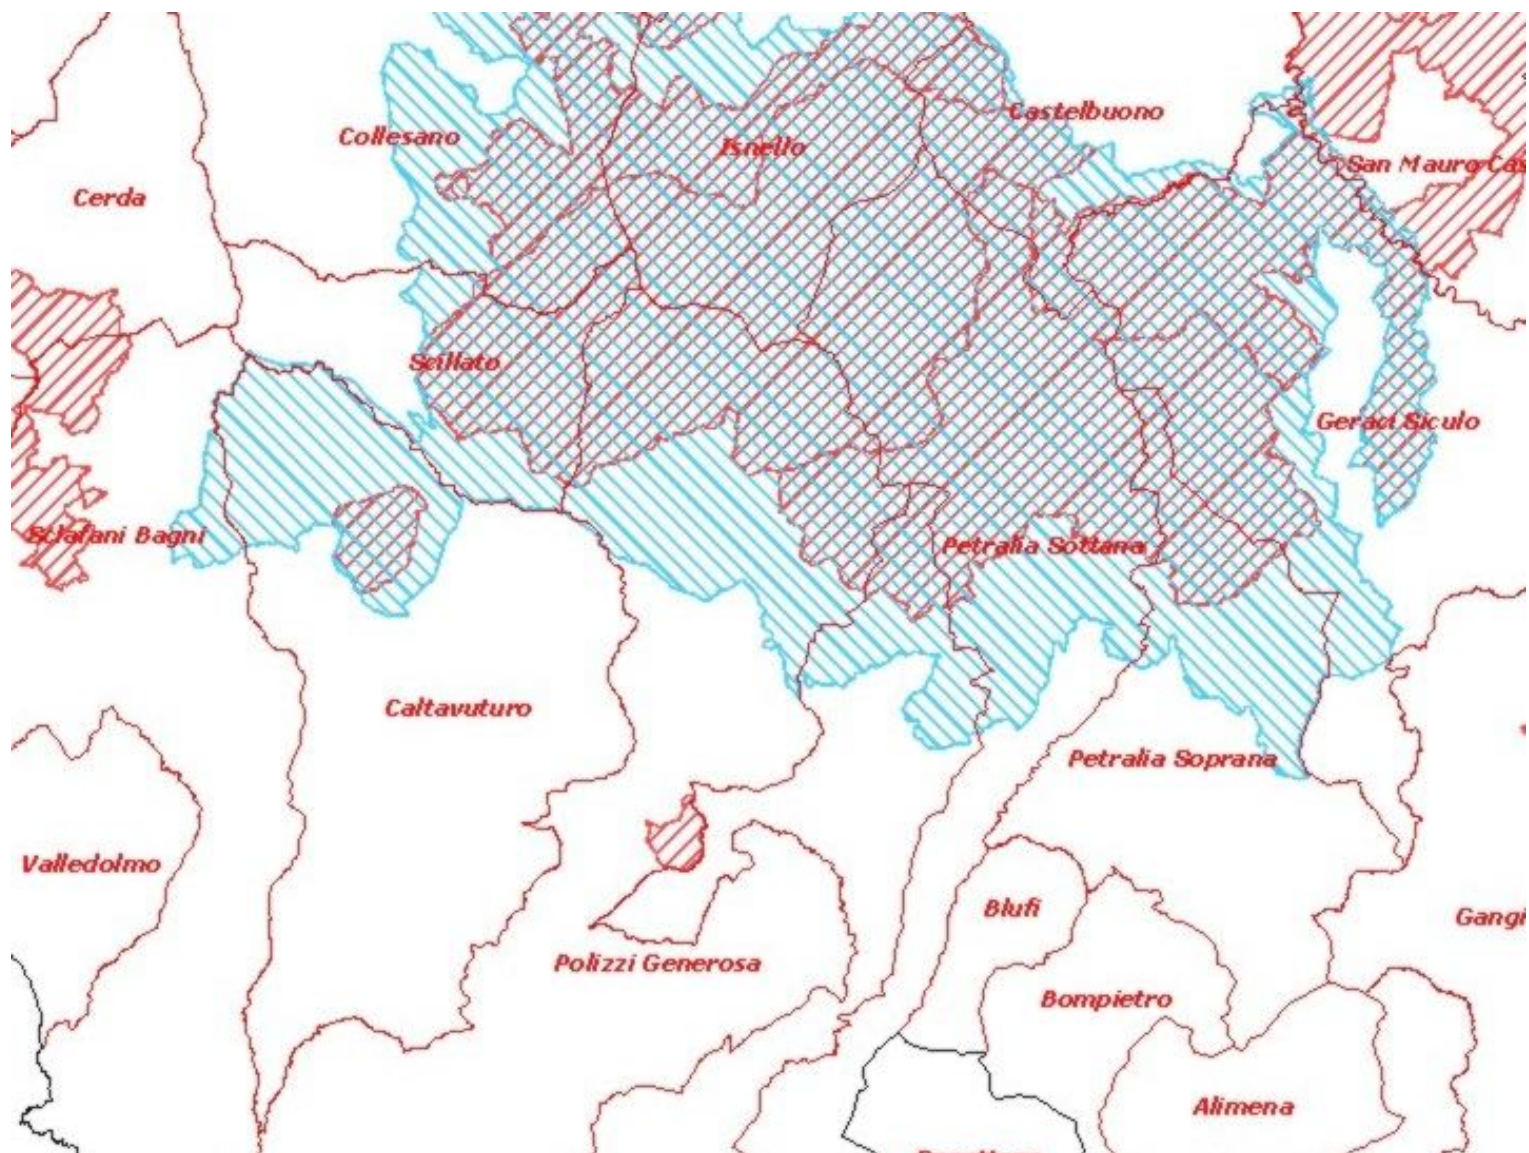 Castelbuono
Collesano
Isnello
San Mauro Cas
Cerda
Scillato
Geraci Siculo
Sclafani Bagni
Petralia Sottana
Caltavuturo
Petralia Soprana
Valledolmo
Blufi
Gangi
Polizzi Generosa
Bompietro
Alimena